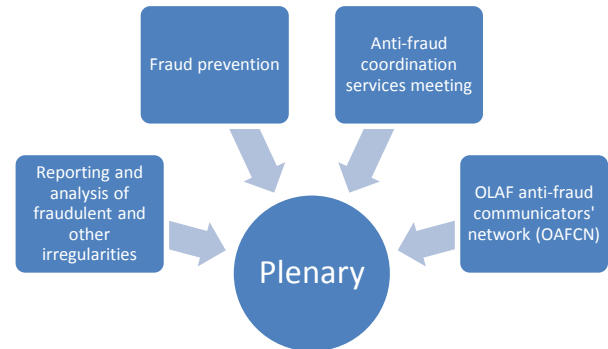 Fraud prevention
Anti-fraud
coordination
services meeting
Reporting and
analysis of
fraudulent and
other
irregularities
OLAF anti-fraud
communicators'
network (OAFCN)
Plenary